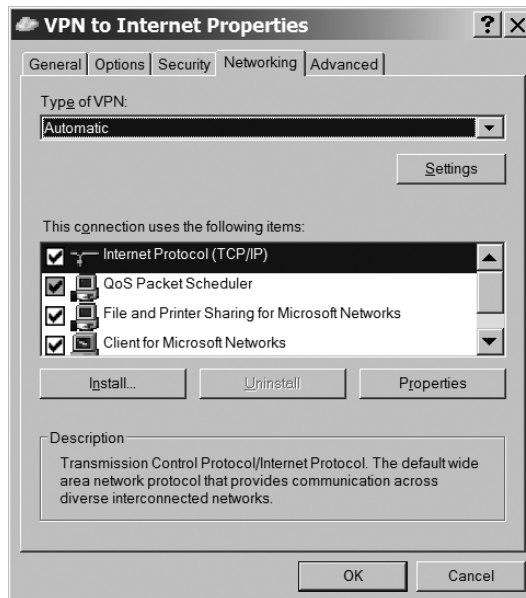 VPN to Internet Properties
General Options Security Networking Advanced
Type of VPN:
Automatic
Settings
This connection uses the following items:
Internet Protocol (TCP/IP)
QoS Packet Scheduler
File and Printer Sharing for Microsoft Networks
Client for Microsoft Networks
Install... Uninstall Properties
Description
Transmission Control Protocol/Internet Protocol. The default wide
area network protocol that provides communication across
diverse interconnected networks.
OK Cancel